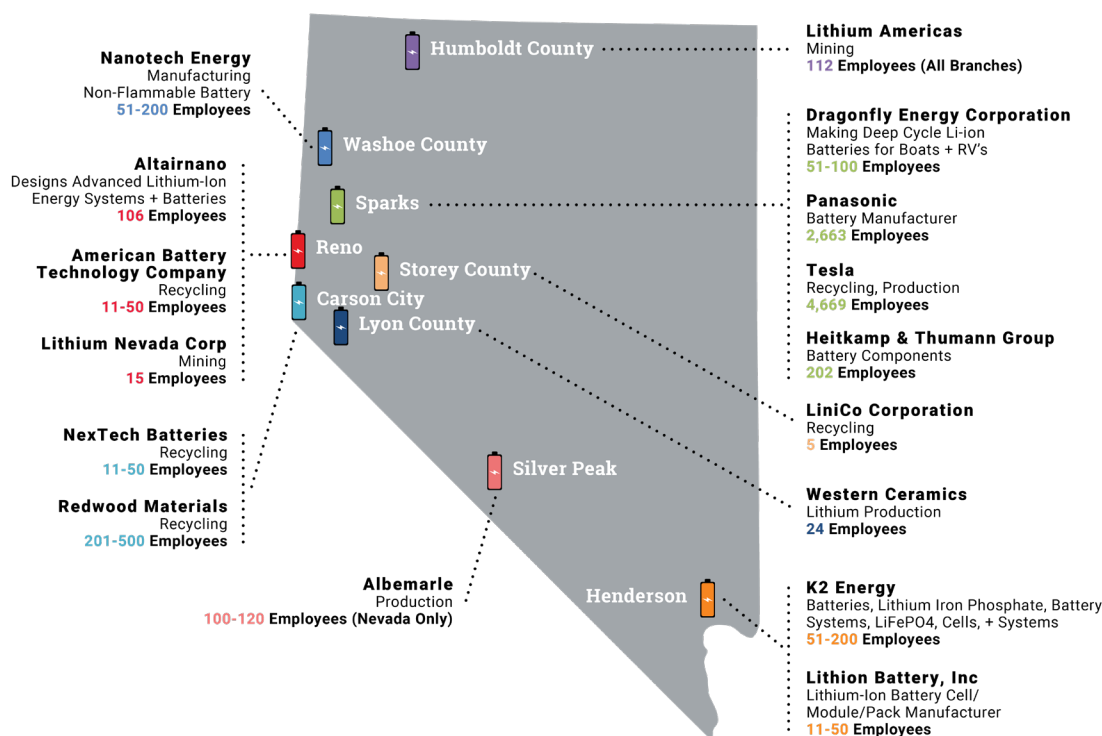 Nanotech Energy
Manufacturing
Non-Flammable Battery
51-200 Employees
Altairnano
Designs Advanced Lithium-Ion
Energy Systems + Batteries
106 Employees
American Battery
Technology Company
Recycling
11-50 Employees
Lithium Nevada Corp
Mining
15 Employees
NexTech Batteries
Recycling
11-50 Employees
Redwood Materials
Recycling
201-500 Employees
Albemarle
Production
100-120 Employees (Nevada Only)
Humboldt County
Washoe County
Sparks
Reno
Storey County
Carson City
Lyon County
Silver Peak
Henderson
Lithium Americas
Mining
112 Employees (All Branches)
Dragonfly Energy Corporation
Making Deep Cycle Li-ion
Batteries for Boats + RV's
51-100 Employees
Panasonic
Battery Manufacturer
2,663 Employees
Tesla
Recycling, Production
4,669 Employees
Heitkamp & Thumann Group
Battery Components
202 Employees
LiniCo Corporation
Recycling
5 Employees
Western Ceramics
Lithium Production
24 Employees
K2 Energy
Batteries, Lithium Iron Phosphate, Battery
Systems, LiFePO4, Cells, + Systems
51-200 Employees
Lithion Battery, Inc
Lithium-Ion Battery Cell/
Module/Pack Manufacturer
11-50 Employees